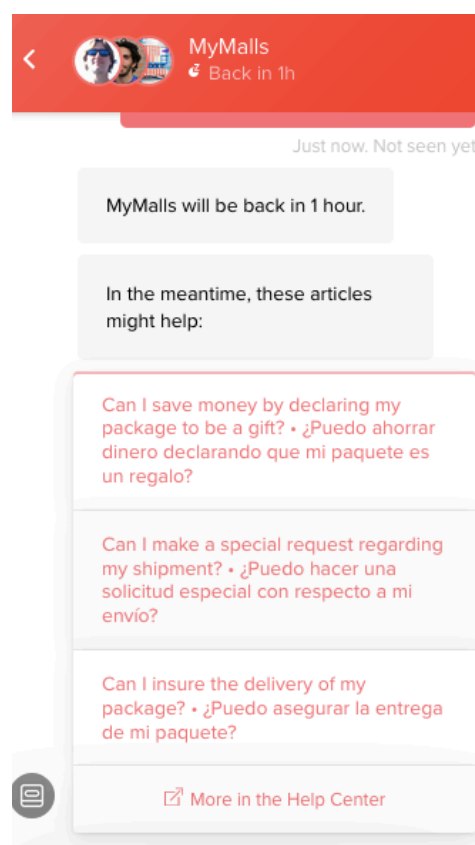 MyMalls
Back in 1h
Just now. Not seen yet
MyMalls will be back in 1 hour.
In the meantime, these articles
might help:
Can I save money by declaring my
package to be a gift? • ¿Puedo ahorrar
dinero declarando que mi paquete es
un regalo?
Can I make a special request regarding
my shipment? • ¿Puedo hacer una
solicitud especial con respecto a mi
envío?
Can I insure the delivery of my
package? • ¿Puedo asegurar la entrega
de mi paquete?
More in the Help Center